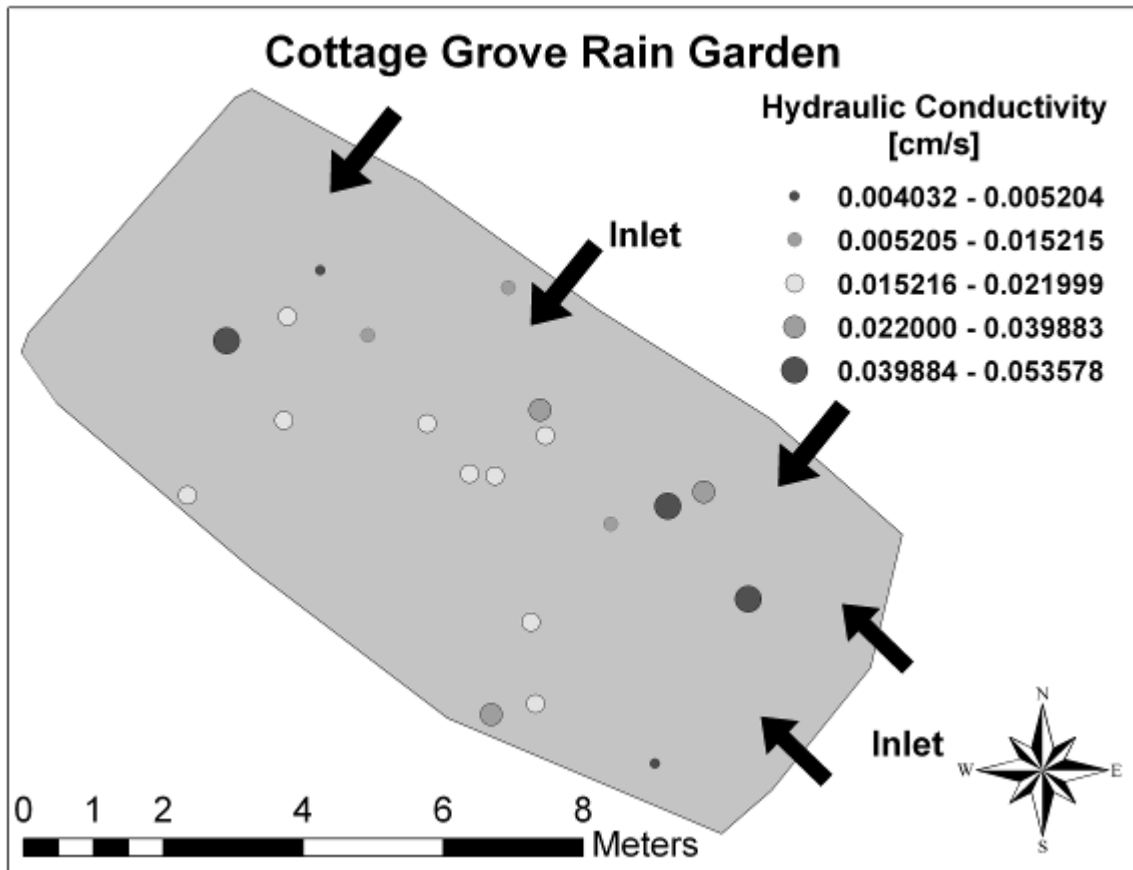 Cottage Grove Rain Garden
Hydraulic Conductivity
[cm/s]
0.004032 - 0.005204
0.005205 - 0.015215
0.015216 - 0.021999
0.022000 - 0.039883
0.039884 - 0.053578
Inlet
Inlet
N
W E
S
0 1 2 4 6 8
Meters